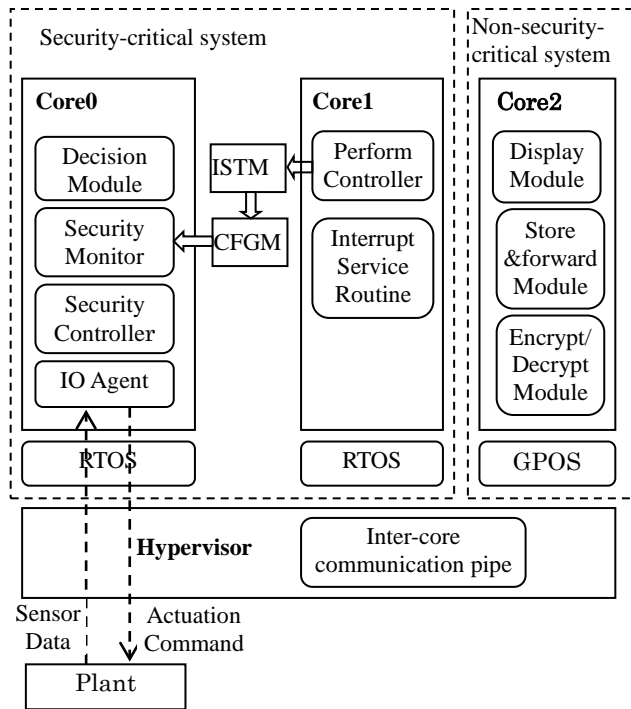 Security-critical system
Non-security-
critical system
Core0
Decision
Module
Security
Monitor
Security
Controller
IO Agent
RTOS
ISTM
CFGM
Core1
Perform
Controller
Interrupt
Service
Routine
RTOS
Core2
Display
Module
Store
&forward
Module
Encrypt/
Decrypt
Module
GPOS
Hypervisor
Inter-core
communication pipe
Sensor
Data
Actuation
Command
Plant